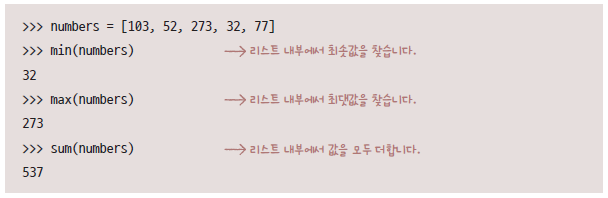 >>> numbers = [103, 52, 273, 32, 77]
>>> min(numbers) → 리스트 내부에서 최솟값을 찾습니다.
32
>>> max(numbers) → 리스트 내부에서 최댓값을 찾습니다.
273
>>> sum(numbers) → 리스트 내부에서 값을 모두 더합니다.
537